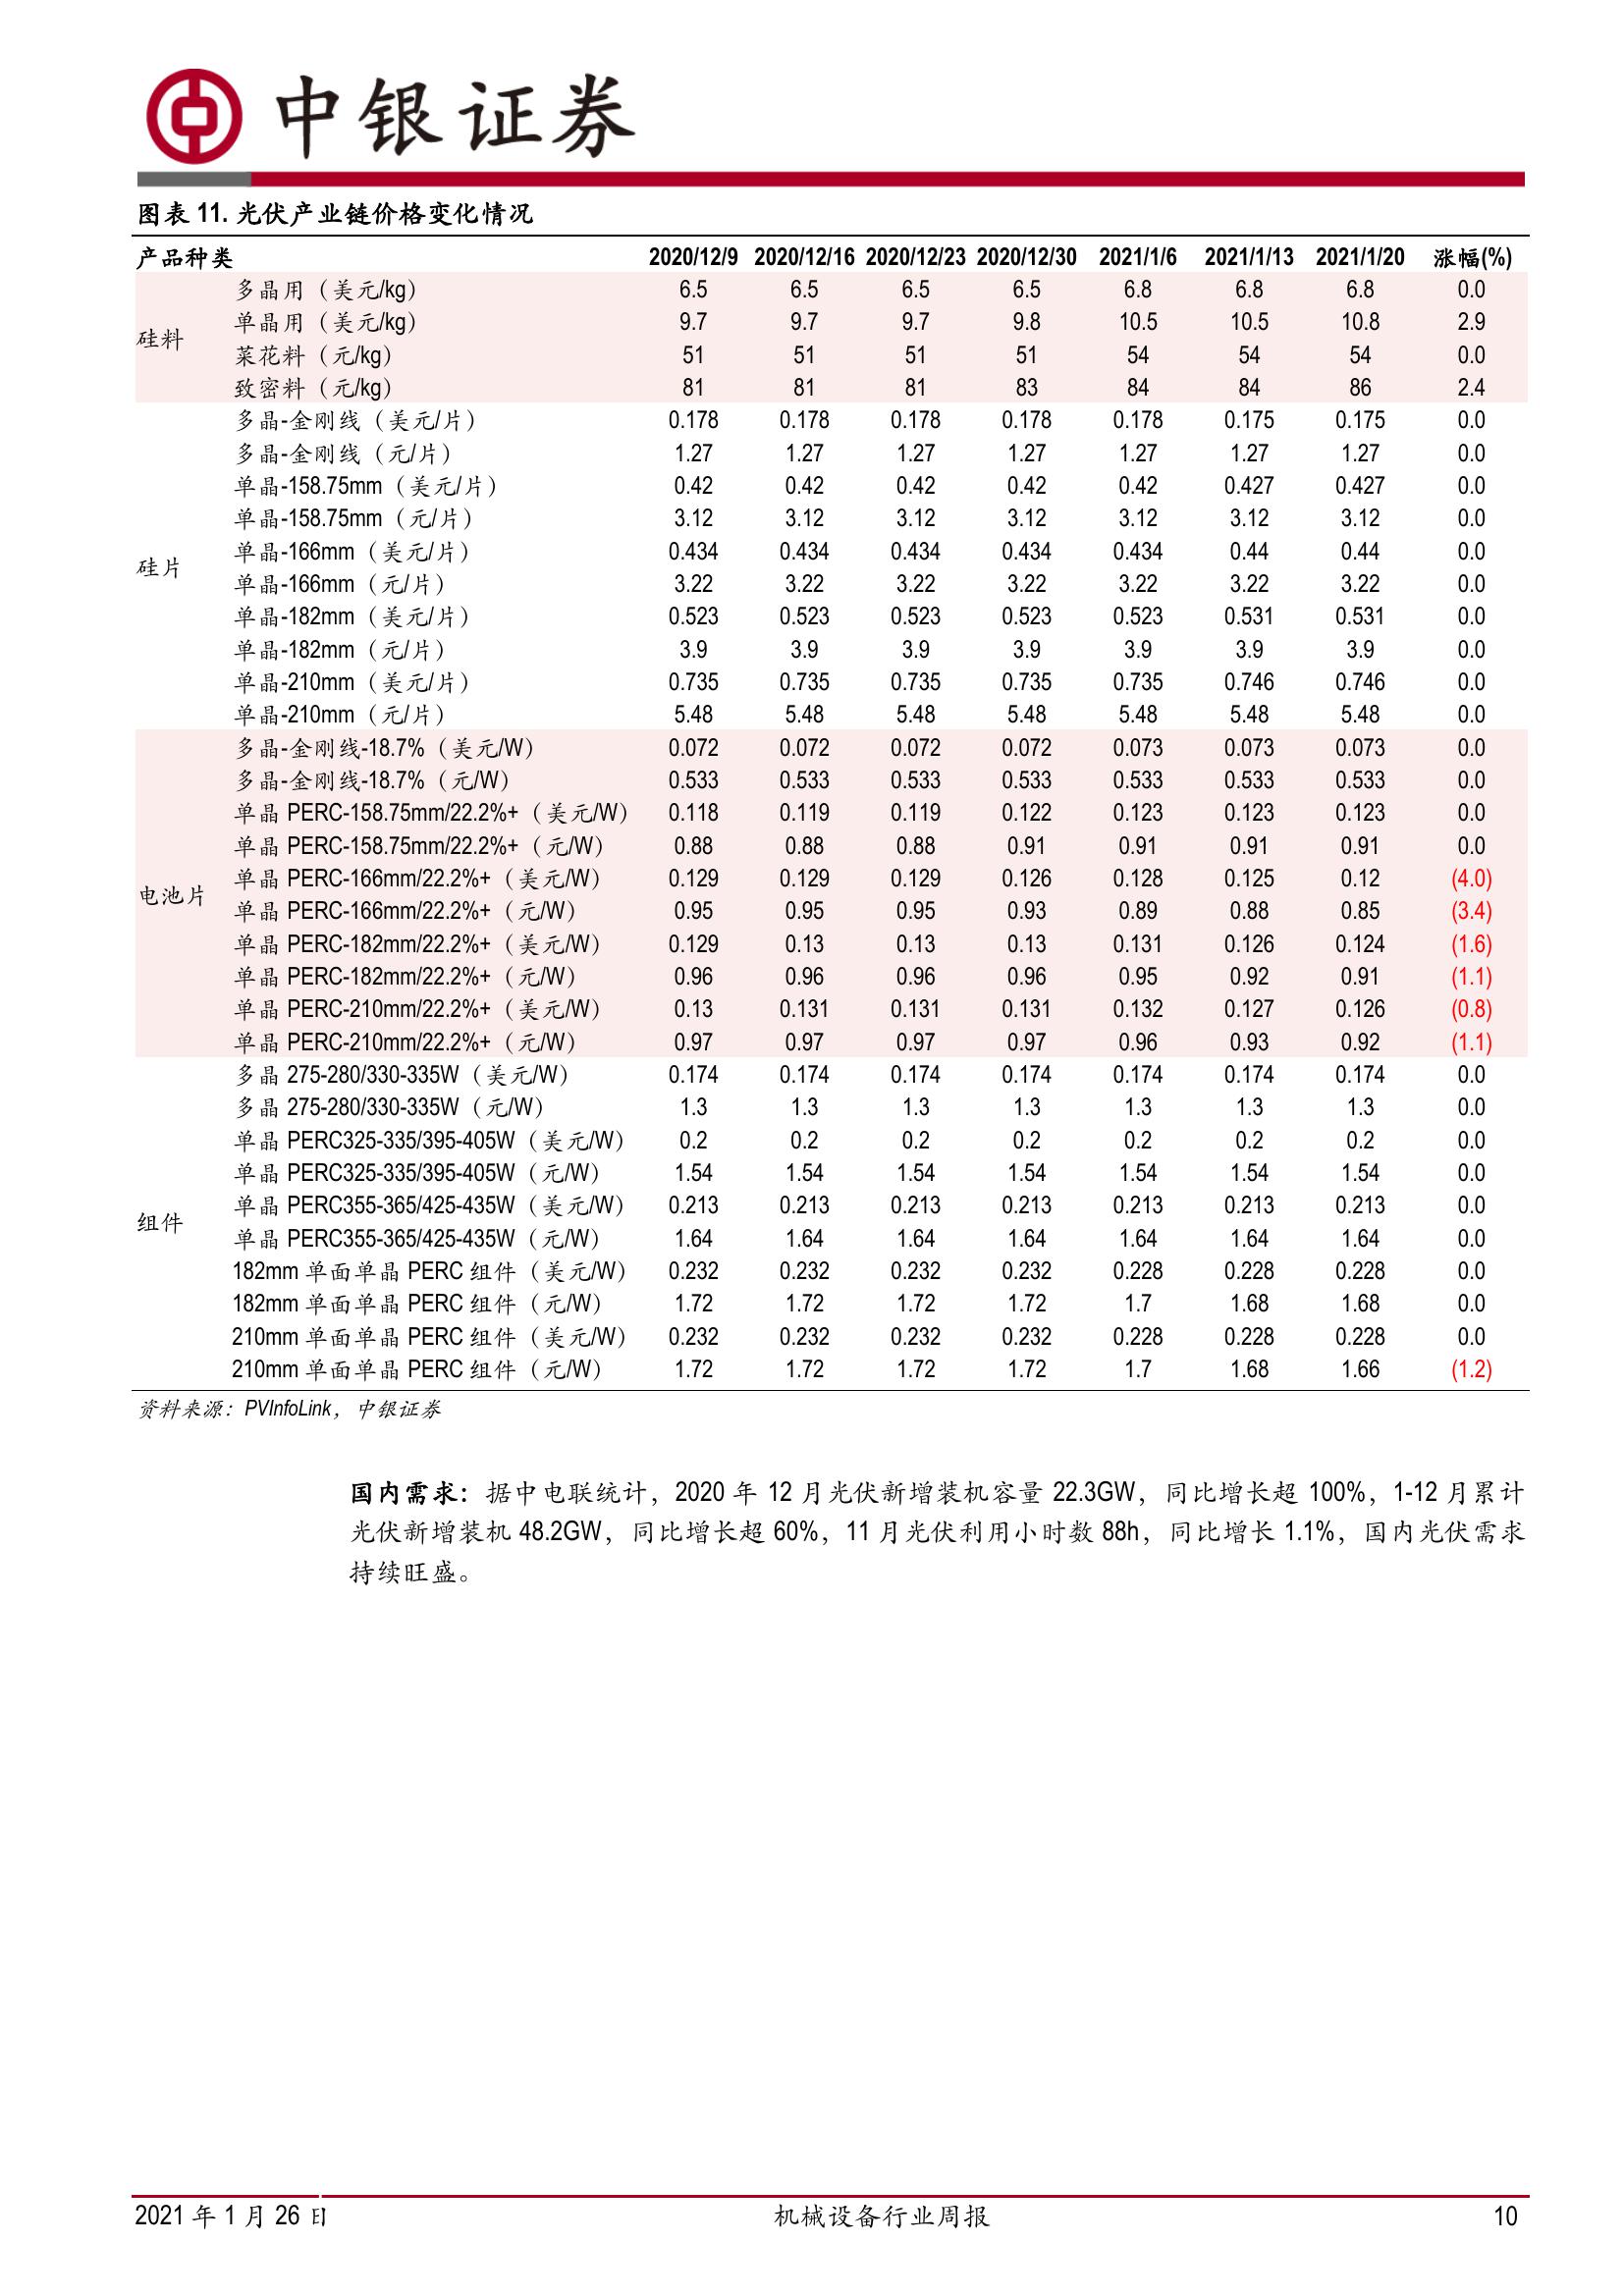 中银证券
图表 11. 光伏产业链价格变化情况
产品种类 2020/12/9 2020/12/16 2020/12/23 2020/12/30 2021/1/6 2021/1/13 2021/1/20 涨幅(%)
硅料
多晶用（美元/kg） 6.5 6.5 6.5 6.5 6.8 6.8 6.8 0.0
单晶用（美元/kg） 9.7 9.7 9.7 9.8 10.5 10.5 10.8 2.9
菜花料（元/kg） 51 51 51 51 54 54 54 0.0
致密料（元/kg） 81 81 81 83 84 84 86 2.4
硅片
多晶-金刚线（美元/片） 0.178 0.178 0.178 0.178 0.178 0.175 0.175 0.0
多晶-金刚线（元/片） 1.27 1.27 1.27 1.27 1.27 1.27 1.27 0.0
单晶-158.75mm（美元/片） 0.42 0.42 0.42 0.42 0.42 0.427 0.427 0.0
单晶-158.75mm（元/片） 3.12 3.12 3.12 3.12 3.12 3.12 3.12 0.0
单晶-166mm（美元/片） 0.434 0.434 0.434 0.434 0.434 0.44 0.44 0.0
单晶-166mm（元/片） 3.22 3.22 3.22 3.22 3.22 3.22 3.22 0.0
单晶-182mm（美元/片） 0.523 0.523 0.523 0.523 0.523 0.531 0.531 0.0
单晶-182mm（元/片） 3.9 3.9 3.9 3.9 3.9 3.9 3.9 0.0
单晶-210mm（美元/片） 0.735 0.735 0.735 0.735 0.735 0.746 0.746 0.0
单晶-210mm（元/片） 5.48 5.48 5.48 5.48 5.48 5.48 5.48 0.0
电池片
多晶-金刚线-18.7%（美元/W） 0.072 0.072 0.072 0.072 0.073 0.073 0.073 0.0
多晶-金刚线-18.7%（元/W） 0.533 0.533 0.533 0.533 0.533 0.533 0.533 0.0
单晶 PERC-158.75mm/22.2%+（美元/W） 0.118 0.119 0.119 0.122 0.123 0.123 0.123 0.0
单晶 PERC-158.75mm/22.2%+（元/W） 0.88 0.88 0.88 0.91 0.91 0.91 0.91 0.0
单晶 PERC-166mm/22.2%+（美元/W） 0.129 0.129 0.129 0.126 0.128 0.125 0.12 (4.0)
单晶 PERC-166mm/22.2%+（元/W） 0.95 0.95 0.95 0.93 0.89 0.88 0.85 (3.4)
单晶 PERC-182mm/22.2%+（美元/W） 0.129 0.13 0.13 0.13 0.131 0.126 0.124 (1.6)
单晶 PERC-182mm/22.2%+（元/W） 0.96 0.96 0.96 0.96 0.95 0.92 0.91 (1.1)
单晶 PERC-210mm/22.2%+（美元/W） 0.13 0.131 0.131 0.131 0.132 0.127 0.126 (0.8)
单晶 PERC-210mm/22.2%+（元/W） 0.97 0.97 0.97 0.97 0.96 0.93 0.92 (1.1)
组件
多晶 275-280/330-335W（美元/W） 0.174 0.174 0.174 0.174 0.174 0.174 0.174 0.0
多晶 275-280/330-335W（元/W） 1.3 1.3 1.3 1.3 1.3 1.3 1.3 0.0
单晶 PERC325-335/395-405W（美元/W） 0.2 0.2 0.2 0.2 0.2 0.2 0.2 0.0
单晶 PERC325-335/395-405W（元/W） 1.54 1.54 1.54 1.54 1.54 1.54 1.54 0.0
单晶 PERC355-365/425-435W（美元/W） 0.213 0.213 0.213 0.213 0.213 0.213 0.213 0.0
单晶 PERC355-365/425-435W（元/W） 1.64 1.64 1.64 1.64 1.64 1.64 1.64 0.0
182mm 单面单晶 PERC 组件（美元/W） 0.232 0.232 0.232 0.232 0.228 0.228 0.228 0.0
182mm 单面单晶 PERC 组件（元/W） 1.72 1.72 1.72 1.72 1.7 1.68 1.68 0.0
210mm 单面单晶 PERC 组件（美元/W） 0.232 0.232 0.232 0.232 0.228 0.228 0.228 0.0
210mm 单面单晶 PERC 组件（元/W） 1.72 1.72 1.72 1.72 1.7 1.68 1.66 (1.2)
资料来源：PVInfoLink，中银证券
国内需求：据中电联统计，2020 年 12 月光伏新增装机容量 22.3GW，同比增长超 100%，1-12 月累计
光伏新增装机 48.2GW，同比增长超 60%，11 月光伏利用小时数 88h，同比增长 1.1%，国内光伏需求
持续旺盛。
2021 年 1 月 26 日 机械设备行业周报 10